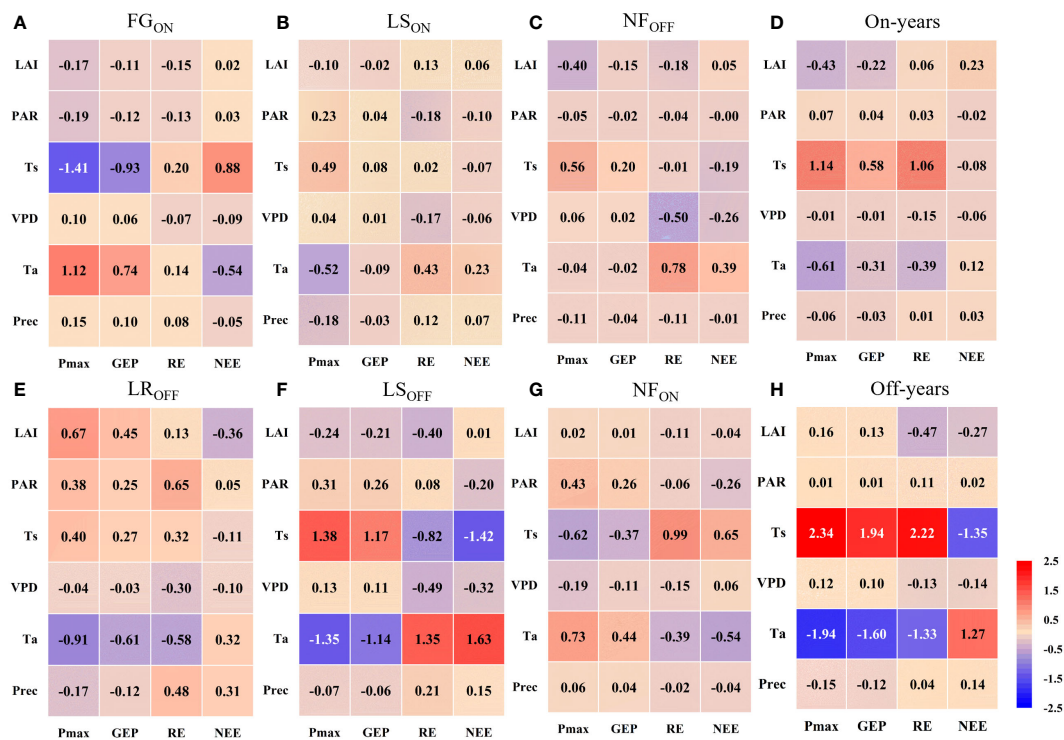 A FG_ON B LS_ON C NF_OFF D On-years
LAI -0.17 -0.11 -0.15 0.02 LAI -0.10 -0.02 0.13 0.06 LAI -0.40 -0.15 -0.18 0.05 LAI -0.43 -0.22 0.06 0.23
PAR -0.19 -0.12 -0.13 0.03 PAR 0.23 0.04 -0.18 -0.10 PAR -0.05 -0.02 -0.04 -0.00 PAR 0.07 0.04 0.03 -0.02
Ts -1.41 -0.93 0.20 0.88 Ts 0.49 0.08 0.02 -0.07 Ts 0.56 0.20 -0.01 -0.19 Ts 1.14 0.58 1.06 -0.08
VPD 0.10 0.06 -0.07 -0.09 VPD 0.04 0.01 -0.17 -0.06 VPD 0.06 0.02 -0.50 -0.26 VPD -0.01 -0.01 -0.15 -0.06
Ta 1.12 0.74 0.14 -0.54 Ta -0.52 -0.09 0.43 0.23 Ta -0.04 -0.02 0.78 0.39 Ta -0.61 -0.31 -0.39 0.12
Prec 0.15 0.10 0.08 -0.05 Prec -0.18 -0.03 0.12 0.07 Prec -0.11 -0.04 -0.11 -0.01 Prec -0.06 -0.03 0.01 0.03
Pmax GEP RE NEE Pmax GEP RE NEE Pmax GEP RE NEE Pmax GEP RE NEE
E LR_OFF F LS_OFF G NF_ON H Off-years
LAI 0.67 0.45 0.13 -0.36 LAI -0.24 -0.21 -0.40 0.01 LAI 0.02 0.01 -0.11 -0.04 LAI 0.16 0.13 -0.47 -0.27
PAR 0.38 0.25 0.65 0.05 PAR 0.31 0.26 0.08 -0.20 PAR 0.43 0.26 -0.06 -0.26 PAR 0.01 0.01 0.11 0.02
Ts 0.40 0.27 0.32 -0.11 Ts 1.38 1.17 -0.82 -1.42 Ts -0.62 -0.37 0.99 0.65 Ts 2.34 1.94 2.22 -1.35
VPD -0.04 -0.03 -0.30 -0.10 VPD 0.13 0.11 -0.49 -0.32 VPD -0.19 -0.11 -0.15 0.06 VPD 0.12 0.10 -0.13 -0.14
Ta -0.91 -0.61 -0.58 0.32 Ta -1.35 -1.14 1.35 1.63 Ta 0.73 0.44 -0.39 -0.54 Ta -1.94 -1.60 -1.33 1.27
Prec -0.17 -0.12 0.48 0.31 Prec -0.07 -0.06 0.21 0.15 Prec 0.06 0.04 -0.02 -0.04 Prec -0.15 -0.12 0.04 0.14
Pmax GEP RE NEE Pmax GEP RE NEE Pmax GEP RE NEE Pmax GEP RE NEE
2.5
1.5
0.5
-0.5
-1.5
-2.5